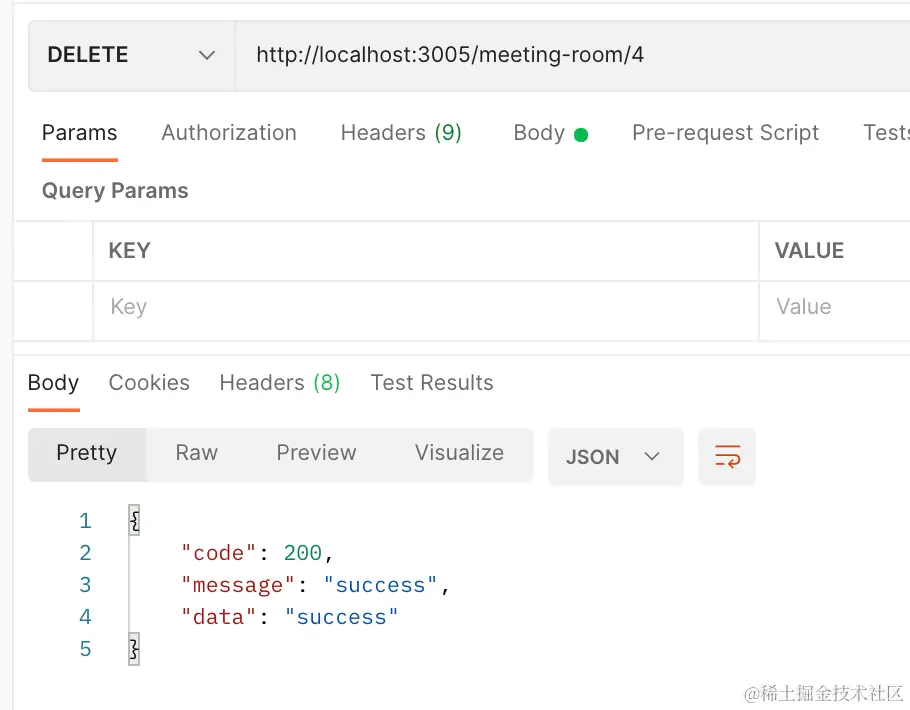 DELETE http://localhost:3005/meeting-room/4
Params Authorization Headers (9) Body Pre-request Script Tests
Query Params
KEY VALUE
Key Value
Body Cookies Headers (8) Test Results
Pretty Raw Preview Visualize JSON
1 {
2 "code": 200,
3 "message": "success",
4 "data": "success"
5 }
@稀土掘金技术社区